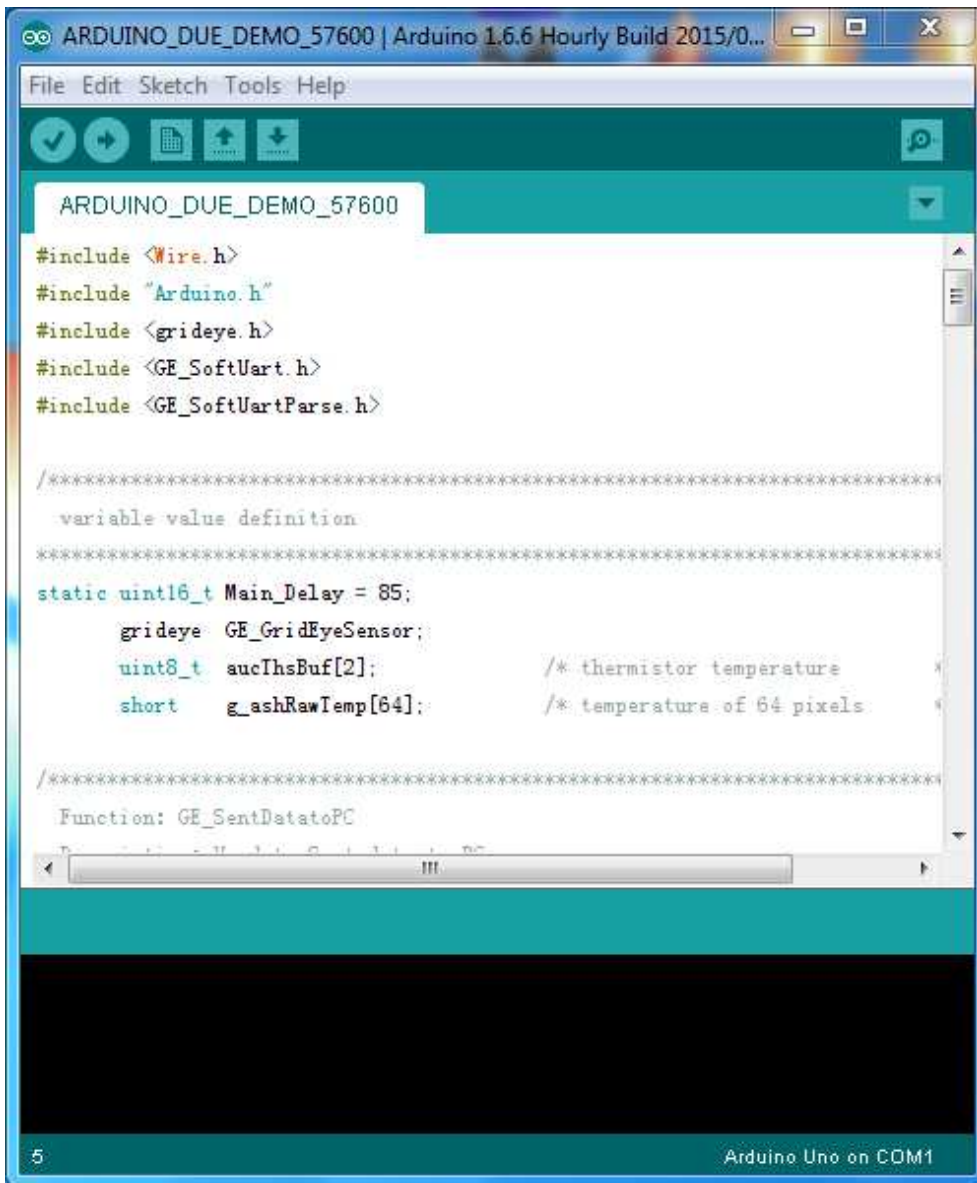 ARDUINO_DUE_DEMO_57600 | Arduino 1.6.6 Hourly Build 2015/0...
File Edit Sketch Tools Help
ARDUINO_DUE_DEMO_57600
#include <Wire.h>
#include "Arduino.h"
#include <grideye.h>
#include <GE_SoftUart.h>
#include <GE_SoftUartParse.h>
/****************************************************************************
variable value definition
****************************************************************************
static uint16_t Main_Delay = 85;
grideye GE_GridEyeSensor;
uint8_t aucThsBuf[2]; /* thermistor temperature *
short g_ashRawTemp[64]; /* temperature of 64 pixels *
/****************************************************************************
Function: GE_SentDatatoPC
5
Arduino Uno on COM1